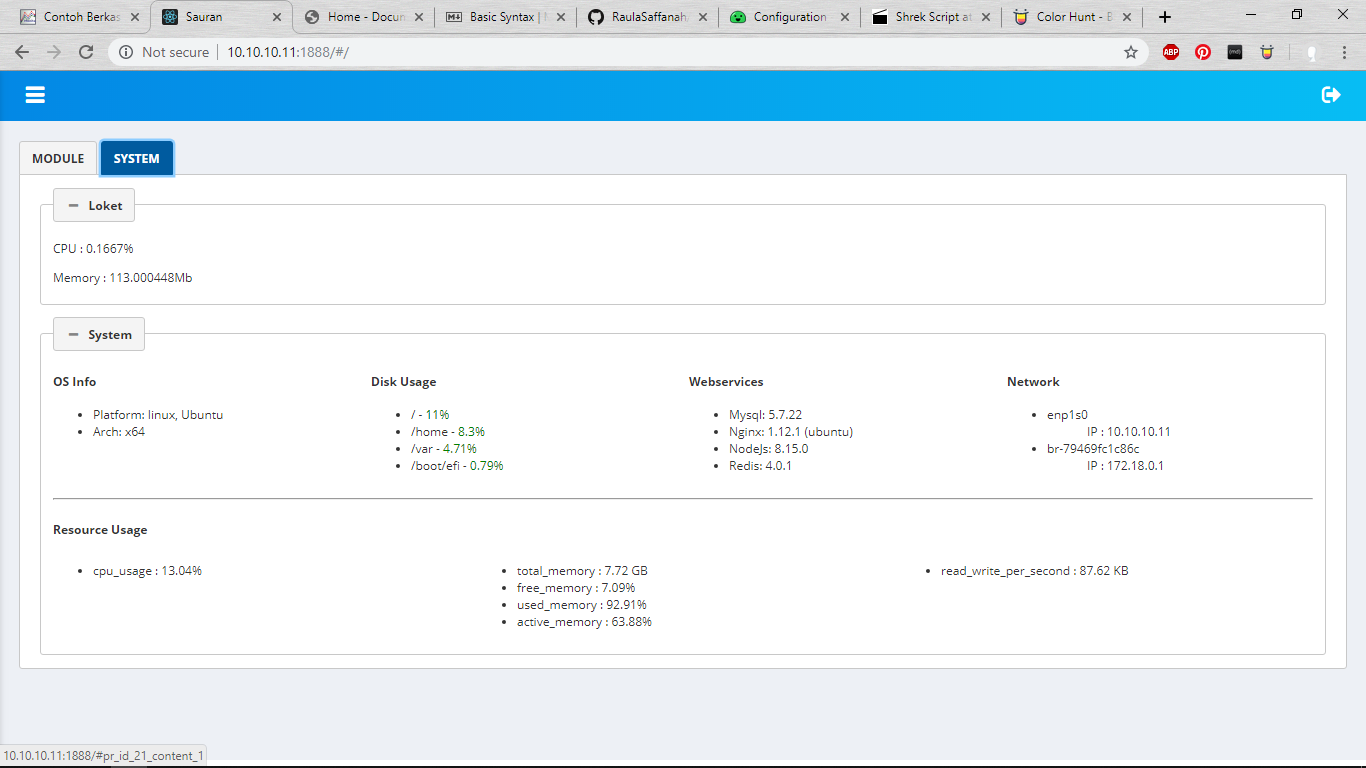 Contoh Berkas
Sauran
Home - Docun
Basic Syntax |
RaulaSaffanah
Configuration
Shrek Script at
Color Hunt - B
Not secure
10.10.10.11:1888/#/
ABP
MODULE
SYSTEM
Loket
CPU : 0.1667%
Memory : 113.000448Mb
System
OS Info
Platform: linux, Ubuntu
Arch: x64
Disk Usage
/ - 11%
/home - 8.3%
/var - 4.71%
/boot/efi - 0.79%
Webservices
Mysql: 5.7.22
Nginx: 1.12.1 (ubuntu)
NodeJs: 8.15.0
Redis: 4.0.1
Network
enp1s0
IP : 10.10.10.11
br-79469fc1c86c
IP : 172.18.0.1
Resource Usage
cpu_usage : 13.04%
total_memory : 7.72 GB
free_memory : 7.09%
used_memory : 92.91%
active_memory : 63.88%
read_write_per_second : 87.62 KB
10.10.10.11:1888/#pr_id_21_content_1